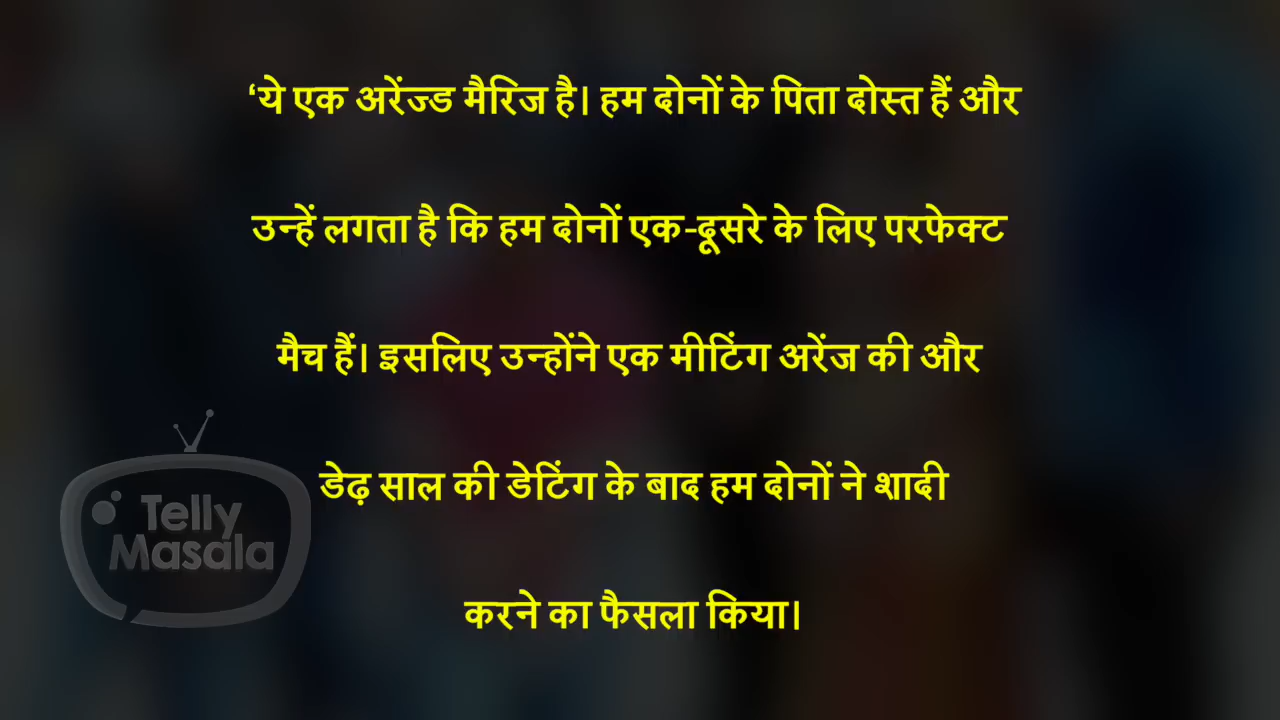 ‘ये एक अरेंज्ड मैरिज है। हम दोनों के पिता दोस्त हैं और
उन्हें लगता है कि हम दोनों एक-दूसरे के लिए परफेक्ट
मैच हैं। इसलिए उन्होंने एक मीटिंग अरेंज की और
डेढ़ साल की डेटिंग के बाद हम दोनों ने शादी
करने का फैसला किया।
Telly
Masala